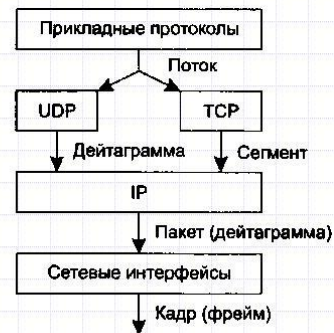 Прикладные протоколы
Поток
UDP
TCP
Дейтаграмма
Сегмент
IP
Пакет (дейтаграмма)
Сетевые интерфейсы
Кадр (фрейм)